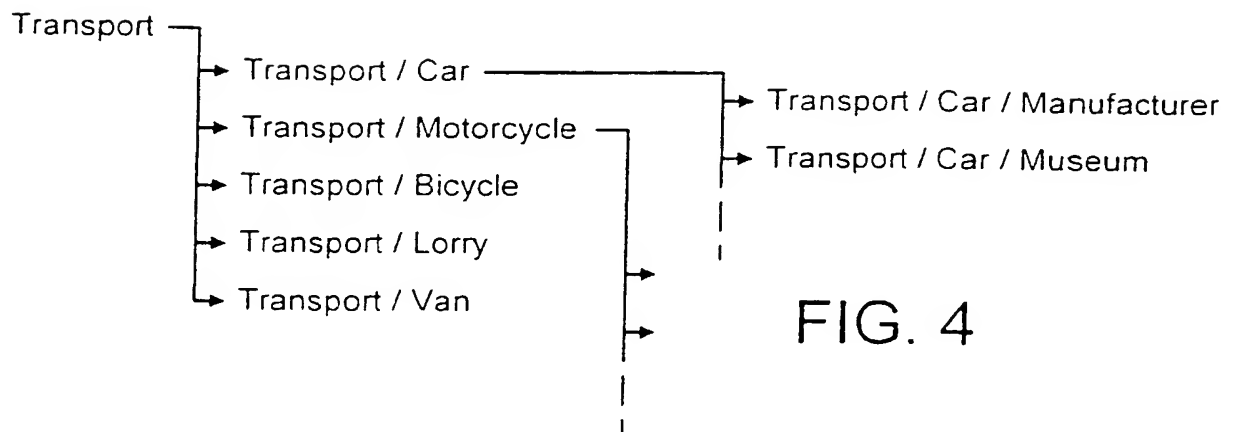 Transport
Transport / Car
Transport / Motorcycle
Transport / Bicycle
Transport / Lorry
Transport / Van
Transport / Car / Manufacturer
Transport / Car / Museum
FIG. 4